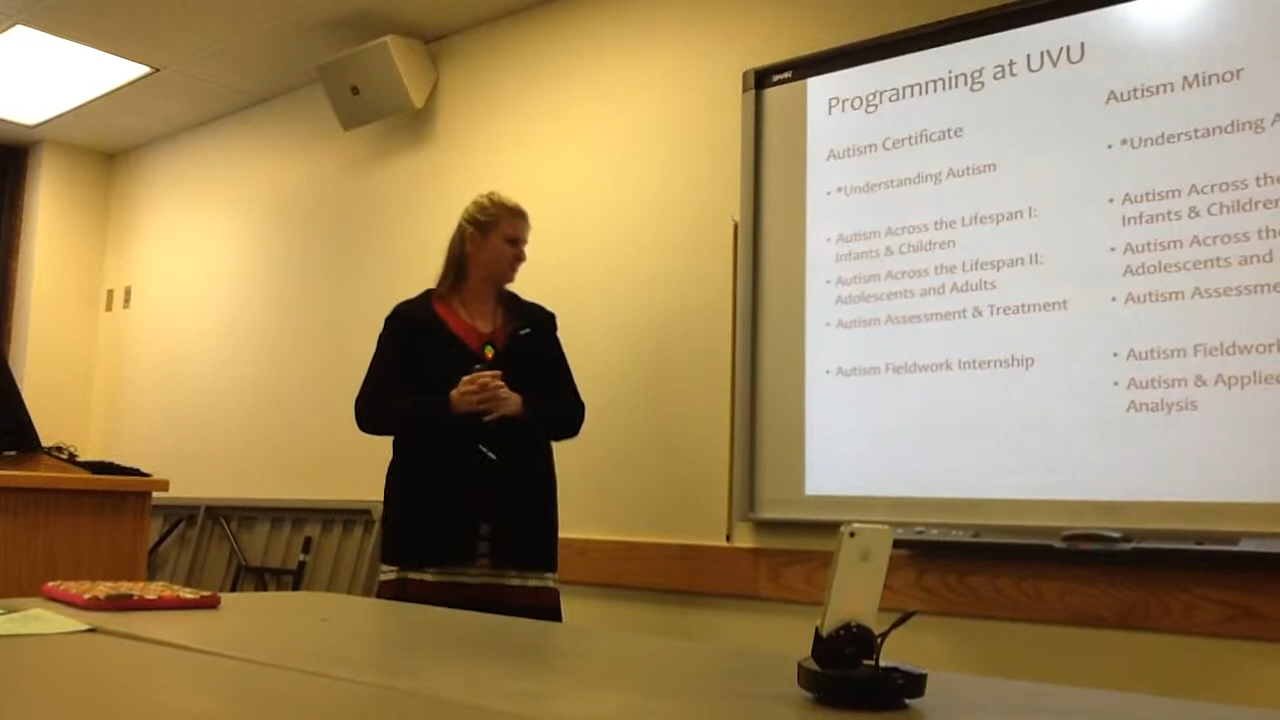 Programming at UVU
Autism Certificate
• *Understanding Autism
• Autism Across the Lifespan I:
Infants & Children
• Autism Across the Lifespan II:
Adolescents and Adults
• Autism Assessment & Treatment
• Autism Fieldwork Internship
Autism Minor
• *Understanding A
• Autism Across the
Infants & Children
• Autism Across the
Adolescents and
• Autism Assessme
• Autism Fieldwork
• Autism & Applie
Analysis